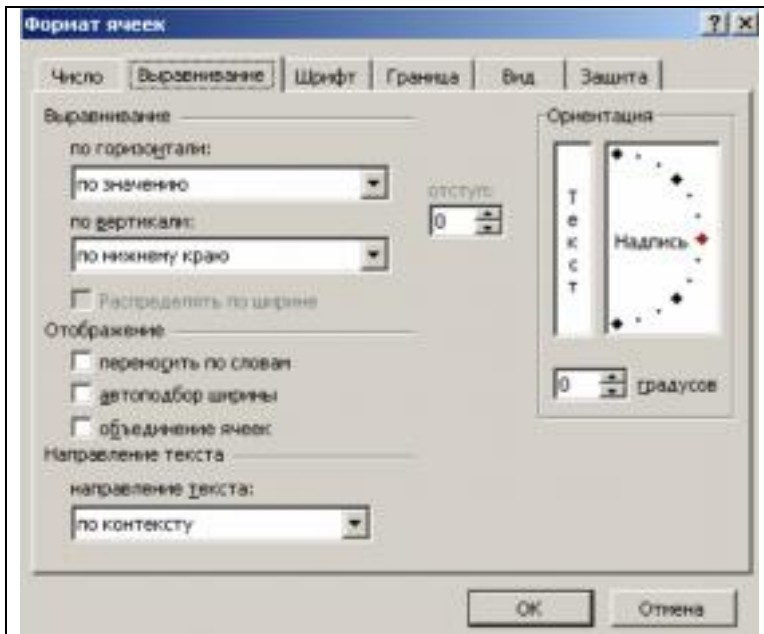 Формат ячеек
Число Выравнивание Шрифт Граница Вид Защита
Выравнивание
по горизонтали:
по значению
отступ:
0
по вертикали:
по нижнему краю
Распределять по ширине
Отображение
переносить по словам
автоподбор ширины
объединение ячеек
Направление текста
направление текста:
по контексту
Ориентация
Текст
Надпись
0 градусов
ОК Отмена